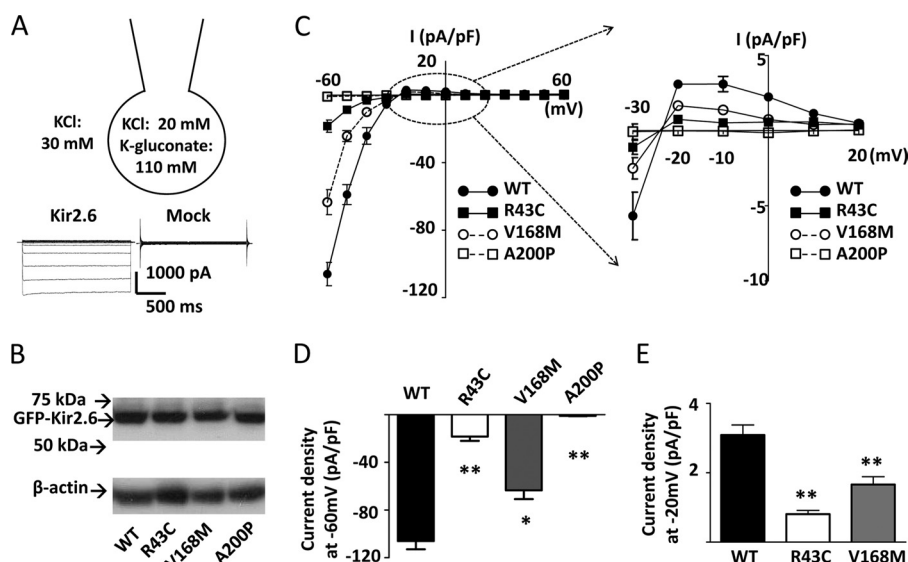 A
KCl:
30 mM
KCl: 20 mM
K-gluconate:
110 mM
Kir2.6
Mock
1000 pA
500 ms
B
75 kDa
GFP-Kir2.6
50 kDa
β-actin
WT
R43C
V168M
A200P
C
I (pA/pF)
20
-60
60
(mV)
-40
-80
-120
WT
R43C
V168M
A200P
I (pA/pF)
5
-30
-20
-10
20 (mV)
-5
-10
WT
R43C
V168M
A200P
D
WT
R43C
V168M
A200P
Current density
at -60mV (pA/pF)
-40
-80
-120
**
*
**
E
Current density
at -20mV (pA/pF)
4
2
**
**
WT
R43C
V168M